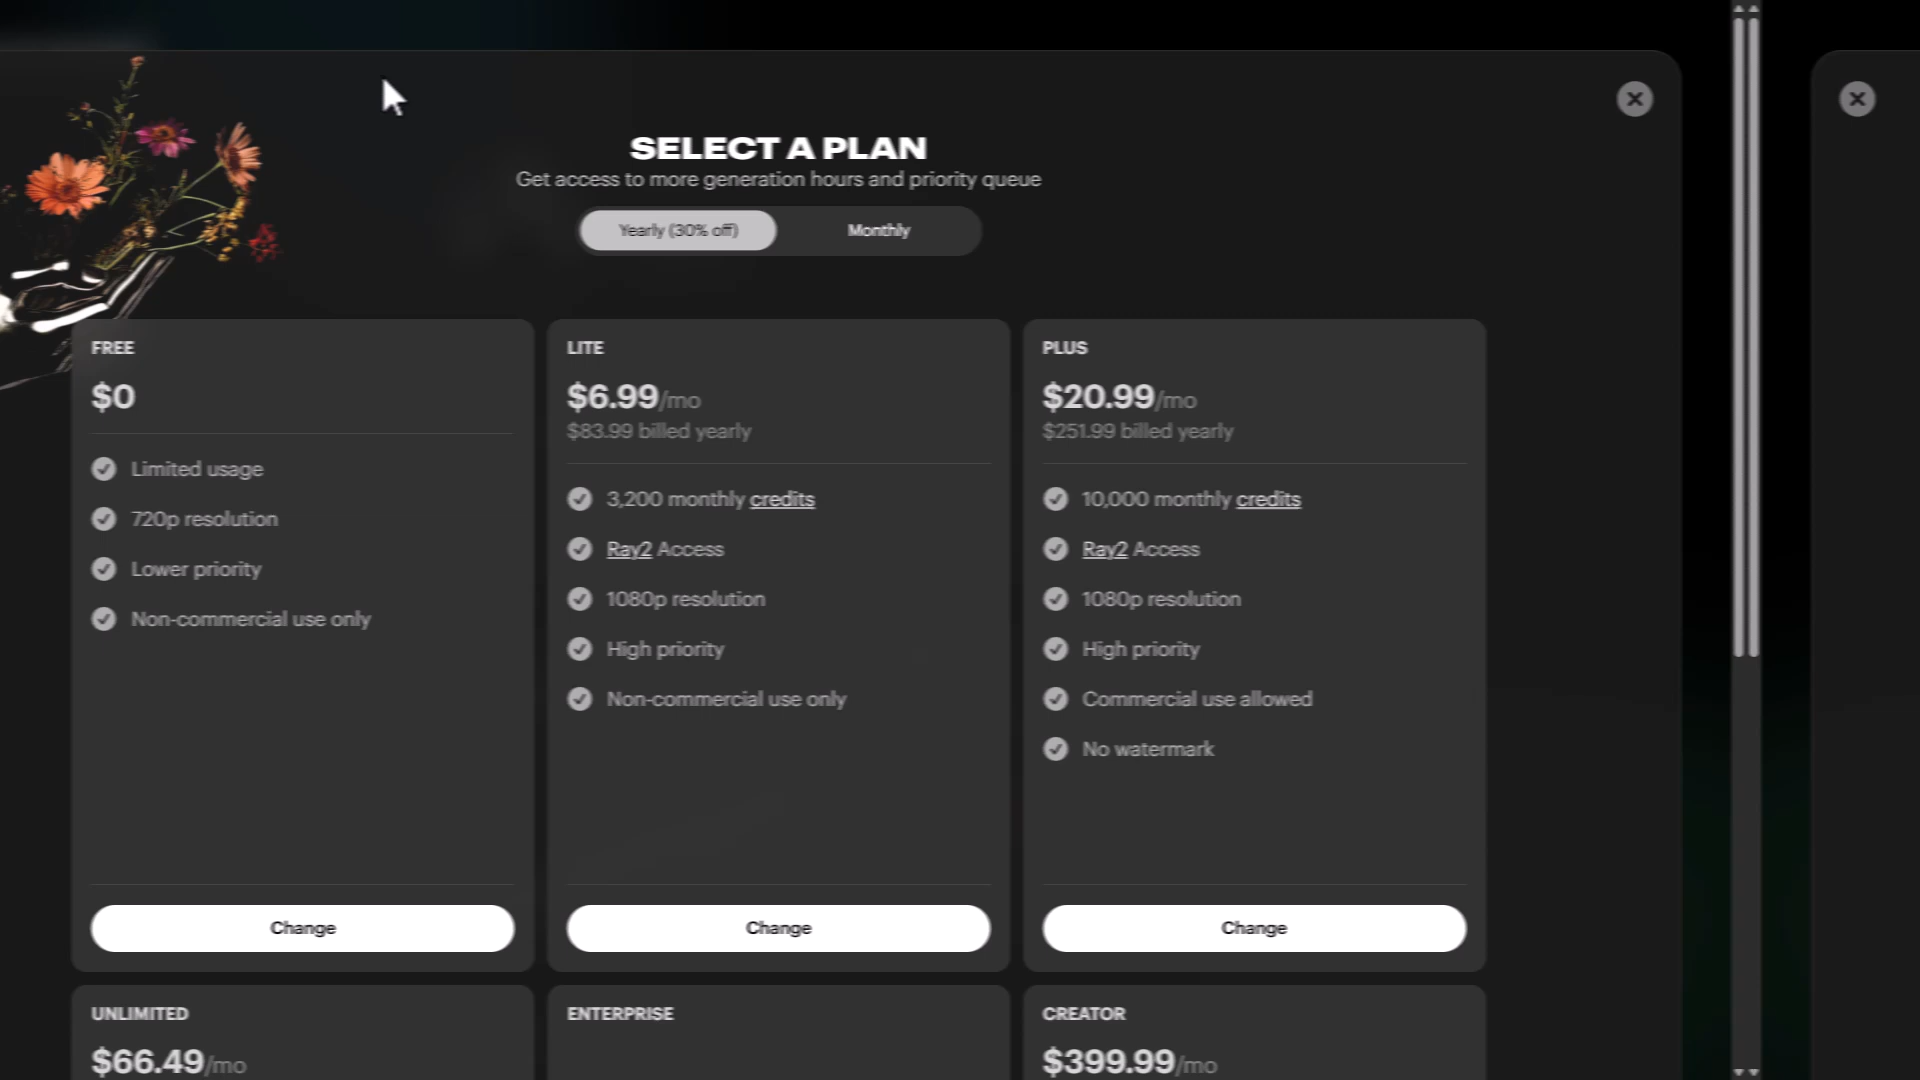 SELECT A PLAN
Get access to more generation hours and priority queue
Yearly (30% off)
Monthly
FREE
$0
Limited usage
720p resolution
Lower priority
Non-commercial use only
Change
LITE
$6.99/mo
$83.99 billed yearly
3,200 monthly credits
Ray2 Access
1080p resolution
High priority
Non-commercial use only
Change
PLUS
$20.99/mo
$251.99 billed yearly
10,000 monthly credits
Ray2 Access
1080p resolution
High priority
Commercial use allowed
No watermark
Change
UNLIMITED
$66.49/mo
ENTERPRISE
CREATOR
$399.99/mo